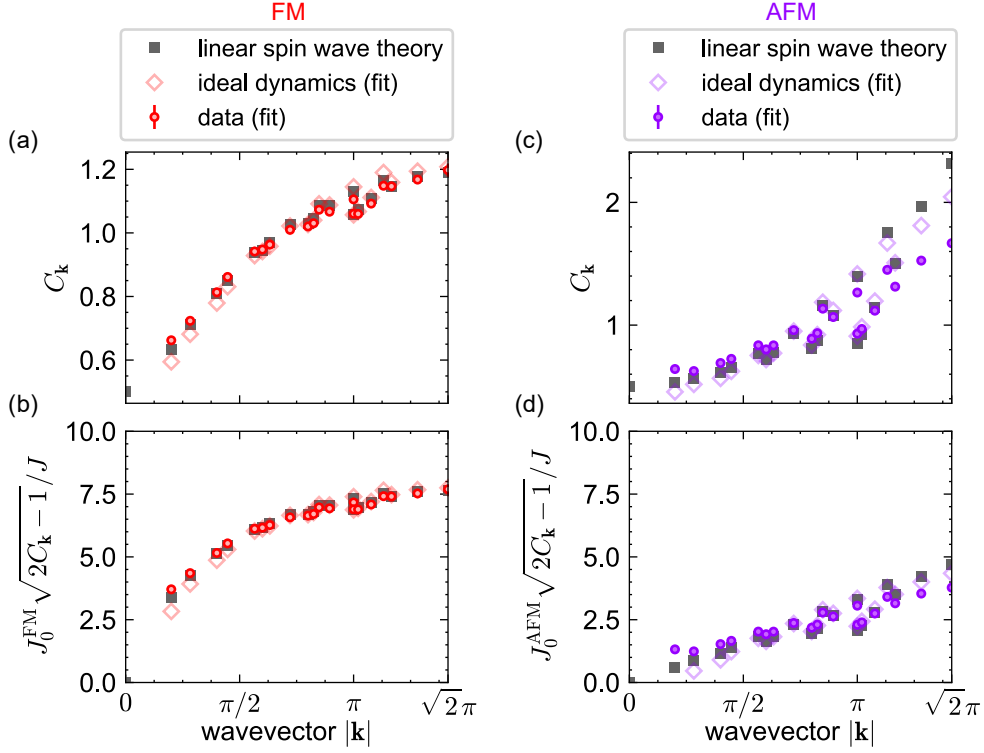 FM
linear spin wave theory
ideal dynamics (fit)
data (fit)
AFM
linear spin wave theory
ideal dynamics (fit)
data (fit)
(a)
1.2
1.0
0.8
0.6
C_k
(c)
2
1
C_k
(b)
10.0
7.5
5.0
2.5
0.0
J_0^FM √(2C_k − 1)/J
0
π/2
π
√2 π
wavevector |k|
(d)
10.0
7.5
5.0
2.5
0.0
J_0^AFM √(2C_k − 1)/J
0
π/2
π
√2 π
wavevector |k|